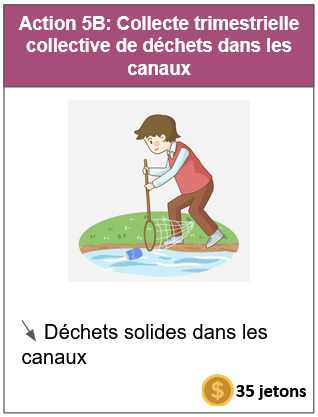 Action 5B: Collecte trimestrielle
collective de déchets dans les
canaux
Déchets solides dans les
canaux
$ 35 jetons